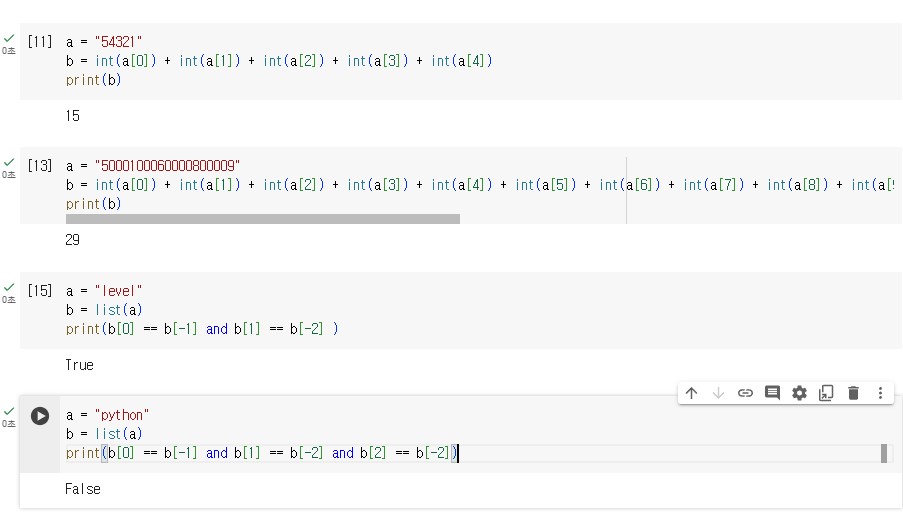 [11] a = "54321"
0초 b = int(a[0]) + int(a[1]) + int(a[2]) + int(a[3]) + int(a[4])
print(b)
15
[13] a = "5000100060000800009"
0초 b = int(a[0]) + int(a[1]) + int(a[2]) + int(a[3]) + int(a[4]) + int(a[5]) + int(a[6]) + int(a[7]) + int(a[8]) + int(a[
print(b)
29
[15] a = "level"
0초 b = list(a)
print(b[0] == b[-1] and b[1] == b[-2] )
True
a = "python"
0초 b = list(a)
print(b[0] == b[-1] and b[1] == b[-2] and b[2] == b[-2])
False